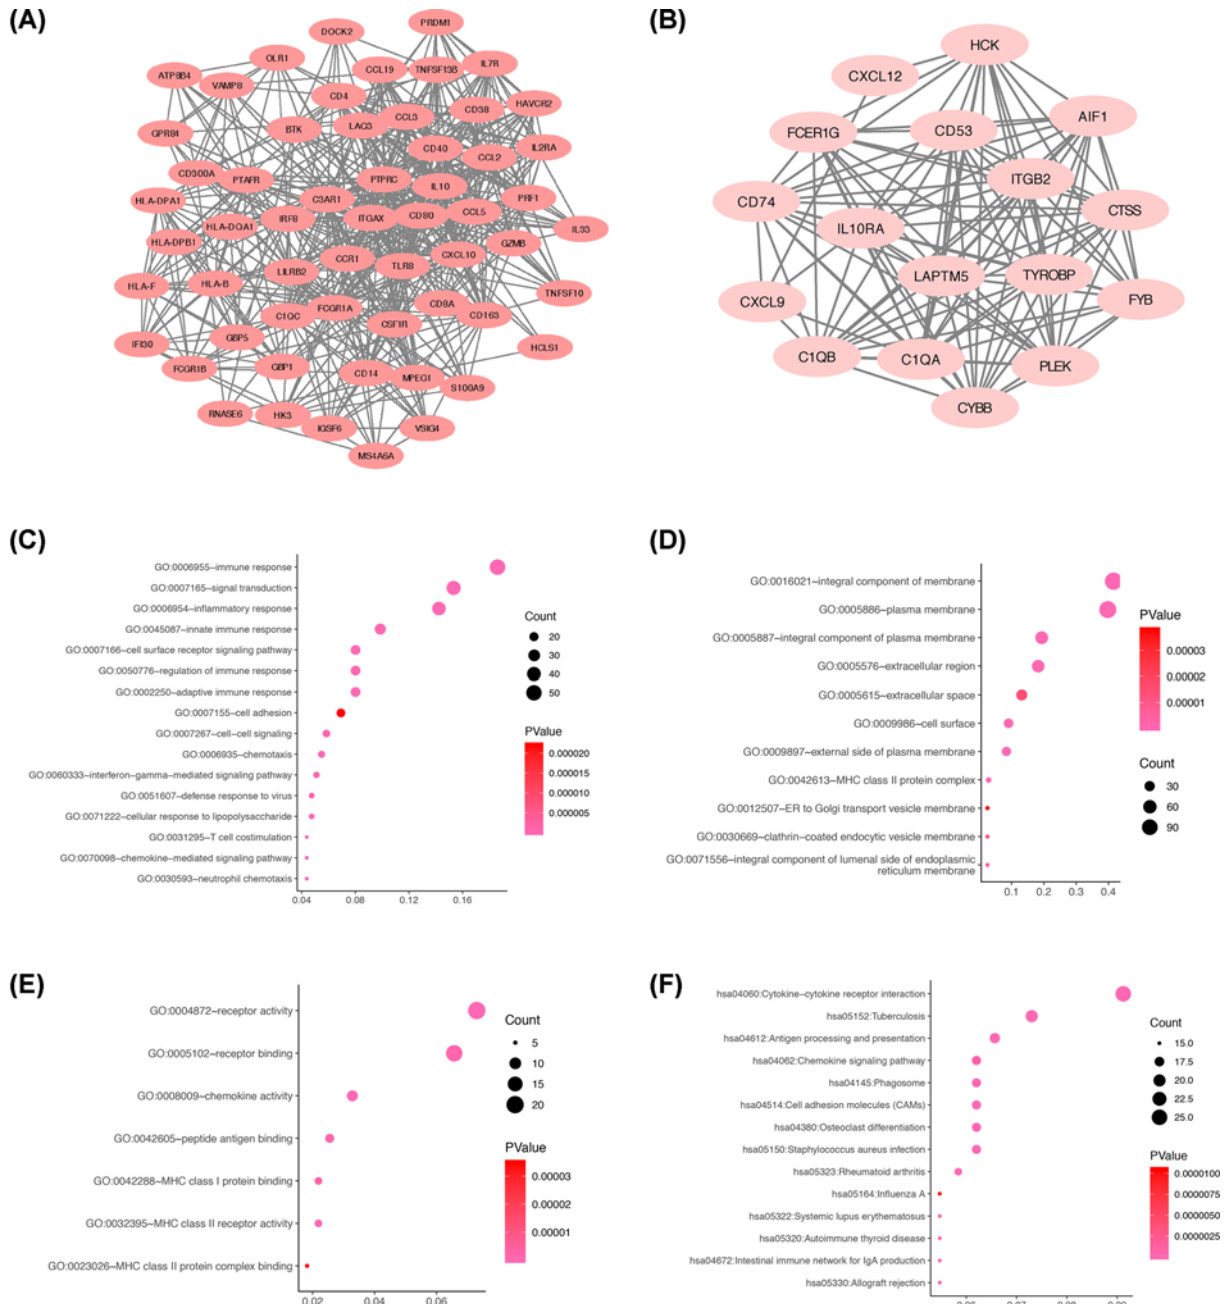 (A)
PRDM1
DOCK2
OLR1
CCL19
TNFSF13B
IL7R
ATP8B4
VAMP8
CD4
CD38
HAVCR2
GPR84
BTK
LAG3
CCL3
CD40
CCL2
IL2RA
CD300A
PTAFR
PTPRC
IL10
PRF1
HLA-DPA1
C3AR1
IRF8
ITGAX
CD80
CCL5
IL33
HLA-DQA1
HLA-DPB1
GZMB
CCR1
TLR8
CXCL10
LILRB2
HLA-F
HLA-B
TNFSF10
C1QC
FCGR1A
CD8A
CD163
CSF1R
IFI30
GBP5
HCLS1
FCGR1B
GBP1
CD14
MPEG1
S100A9
RNASE6
HK3
IGSF6
VSIG4
MS4A6A
(B)
HCK
CXCL12
AIF1
FCER1G
CD53
ITGB2
CD74
CTSS
IL10RA
LAPTM5
TYROBP
CXCL9
FYB
C1QB
C1QA
PLEK
CYBB
(C)
GO:0006955~immune response
GO:0007165~signal transduction
GO:0006954~inflammatory response
GO:0045087~innate immune response
GO:0007166~cell surface receptor signaling pathway
GO:0050776~regulation of immune response
GO:0002250~adaptive immune response
GO:0007155~cell adhesion
GO:0007267~cell-cell signaling
GO:0006935~chemotaxis
GO:0060333~interferon-gamma-mediated signaling pathway
GO:0051607~defense response to virus
GO:0071222~cellular response to lipopolysaccharide
GO:0031295~T cell costimulation
GO:0070098~chemokine-mediated signaling pathway
GO:0030593~neutrophil chemotaxis
0.04 0.08 0.12 0.16
Count
20
30
40
50
PValue
0.000020
0.000015
0.000010
0.000005
(D)
GO:0016021~integral component of membrane
GO:0005886~plasma membrane
GO:0005887~integral component of plasma membrane
GO:0005576~extracellular region
GO:0005615~extracellular space
GO:0009986~cell surface
GO:0009897~external side of plasma membrane
GO:0042613~MHC class II protein complex
GO:0012507~ER to Golgi transport vesicle membrane
GO:0030669~clathrin-coated endocytic vesicle membrane
GO:0071556~integral component of lumenal side of endoplasmic
reticulum membrane
0.1 0.2 0.3 0.4
PValue
0.00003
0.00002
0.00001
Count
30
60
90
(E)
GO:0004872~receptor activity
GO:0005102~receptor binding
GO:0008009~chemokine activity
GO:0042605~peptide antigen binding
GO:0042288~MHC class I protein binding
GO:0032395~MHC class II receptor activity
GO:0023026~MHC class II protein complex binding
0.02 0.04 0.06
Count
5
10
15
20
PValue
0.00003
0.00002
0.00001
(F)
hsa04060:Cytokine-cytokine receptor interaction
hsa05152:Tuberculosis
hsa04612:Antigen processing and presentation
hsa04062:Chemokine signaling pathway
hsa04145:Phagosome
hsa04514:Cell adhesion molecules (CAMs)
hsa04380:Osteoclast differentiation
hsa05150:Staphylococcus aureus infection
hsa05323:Rheumatoid arthritis
hsa05164:Influenza A
hsa05322:Systemic lupus erythematosus
hsa05320:Autoimmune thyroid disease
hsa04672:Intestinal immune network for IgA production
hsa05330:Allograft rejection
Count
15.0
17.5
20.0
22.5
25.0
PValue
0.0000100
0.0000075
0.0000050
0.0000025